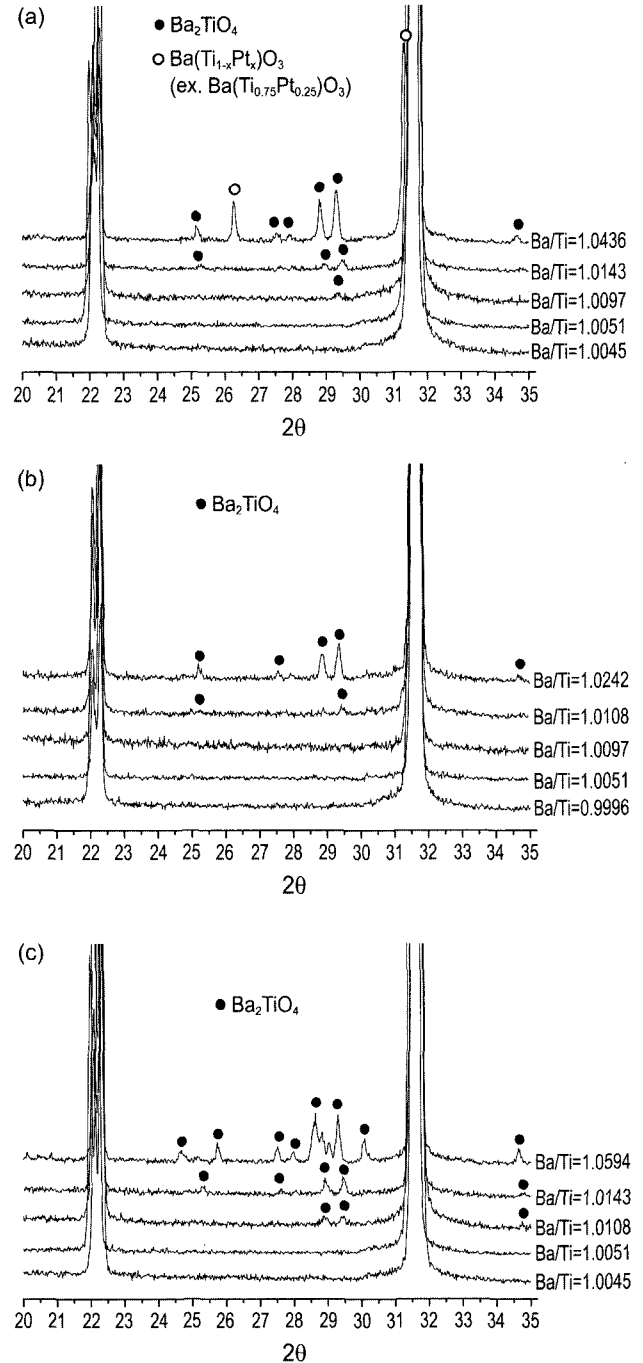 (a)
● Ba₂TiO₄
○ Ba(Ti₁₋ₓPtₓ)O₃
(ex. Ba(Ti₀.₇₅Pt₀.₂₅)O₃)
Ba/Ti=1.0436
Ba/Ti=1.0143
Ba/Ti=1.0097
Ba/Ti=1.0051
Ba/Ti=1.0045
20 21 22 23 24 25 26 27 28 29 30 31 32 33 34 35
2θ
(b)
● Ba₂TiO₄
Ba/Ti=1.0242
Ba/Ti=1.0108
Ba/Ti=1.0097
Ba/Ti=1.0051
Ba/Ti=0.9996
20 21 22 23 24 25 26 27 28 29 30 31 32 33 34 35
2θ
(c)
● Ba₂TiO₄
Ba/Ti=1.0594
Ba/Ti=1.0143
Ba/Ti=1.0108
Ba/Ti=1.0051
Ba/Ti=1.0045
20 21 22 23 24 25 26 27 28 29 30 31 32 33 34 35
2θ